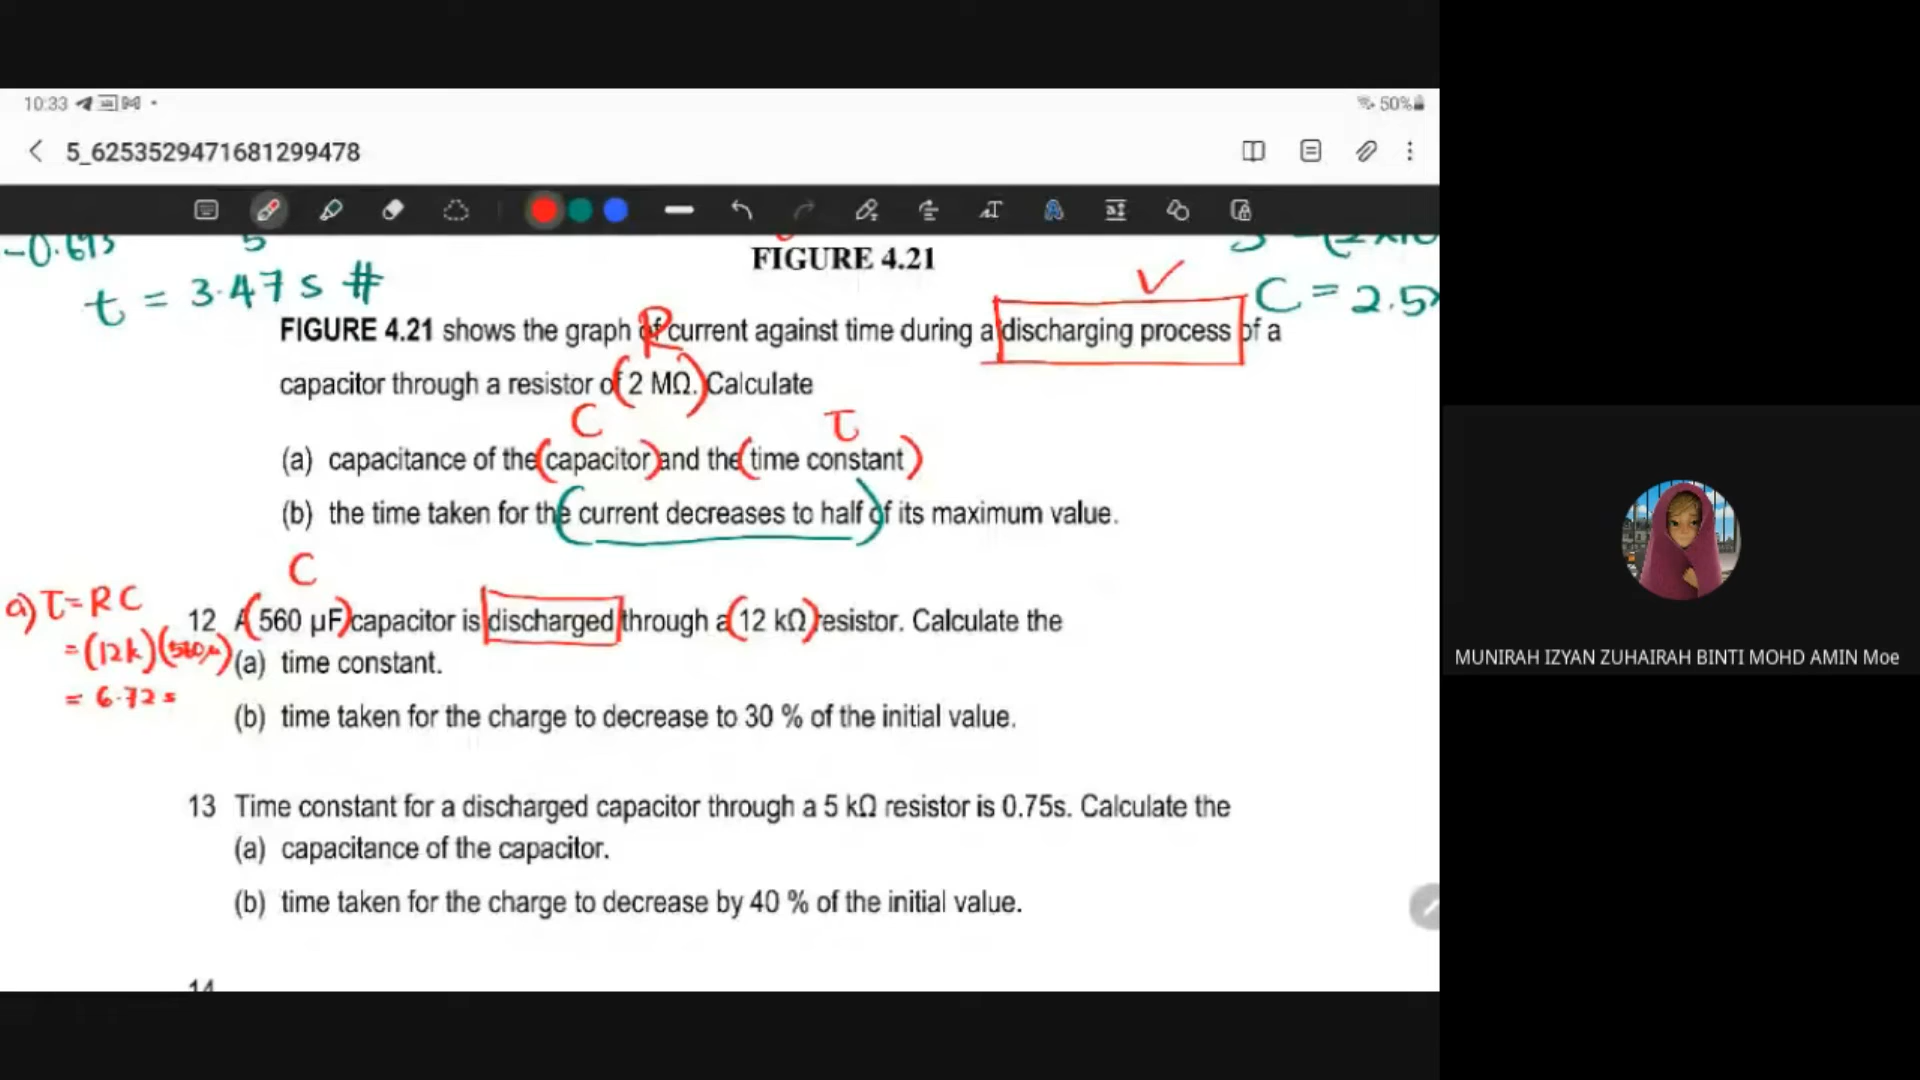 10:33
50%
5_6253529471681299478
-0.693
5
t = 3.47 s #
FIGURE 4.21
C = 2.5×
FIGURE 4.21 shows the graph of current against time during a discharging process of a
R
capacitor through a resistor of 2 MΩ. Calculate
C τ
(a) capacitance of the capacitor and the time constant
(b) the time taken for the current decreases to half of its maximum value.
C
a) τ = RC
= (12k)(560μ)
= 6.72 s
12 A 560 μF capacitor is discharged through a 12 kΩ resistor. Calculate the
(a) time constant.
(b) time taken for the charge to decrease to 30 % of the initial value.
13 Time constant for a discharged capacitor through a 5 kΩ resistor is 0.75s. Calculate the
(a) capacitance of the capacitor.
(b) time taken for the charge to decrease by 40 % of the initial value.
14
MUNIRAH IZYAN ZUHAIRAH BINTI MOHD AMIN Moe